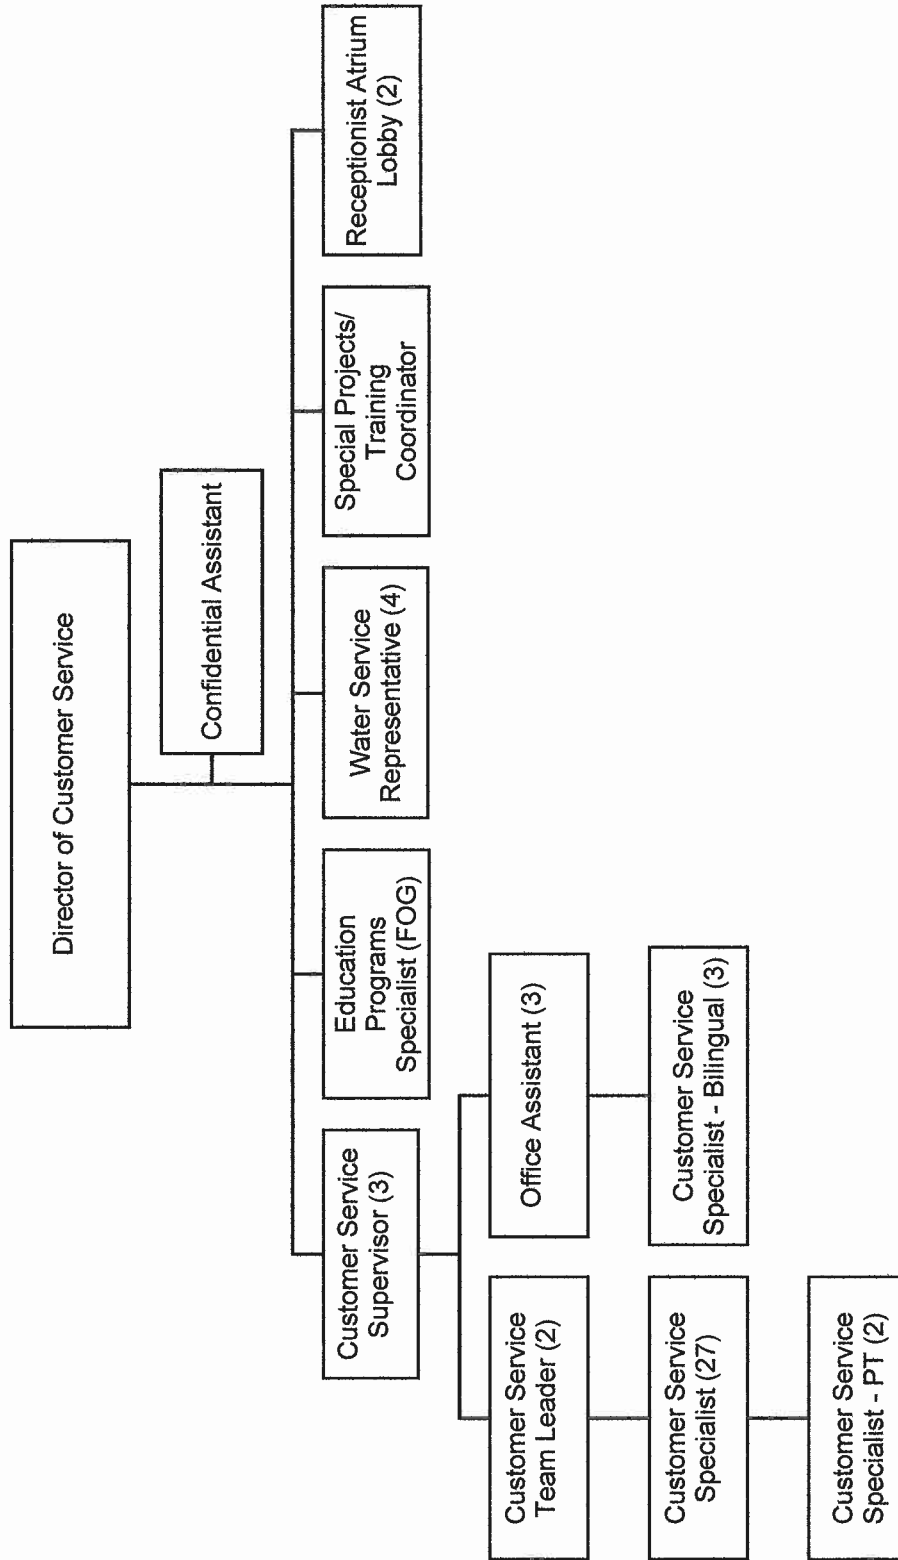 Director of Customer Service
Confidential Assistant
Customer Service
Supervisor (3)
Education
Programs
Specialist (FOG)
Water Service
Representative (4)
Special Projects/
Training
Coordinator
Receptionist Atrium
Lobby (2)
Customer Service
Team Leader (2)
Office Assistant (3)
Customer Service
Specialist (27)
Customer Service
Specialist - Bilingual (3)
Customer Service
Specialist - PT (2)